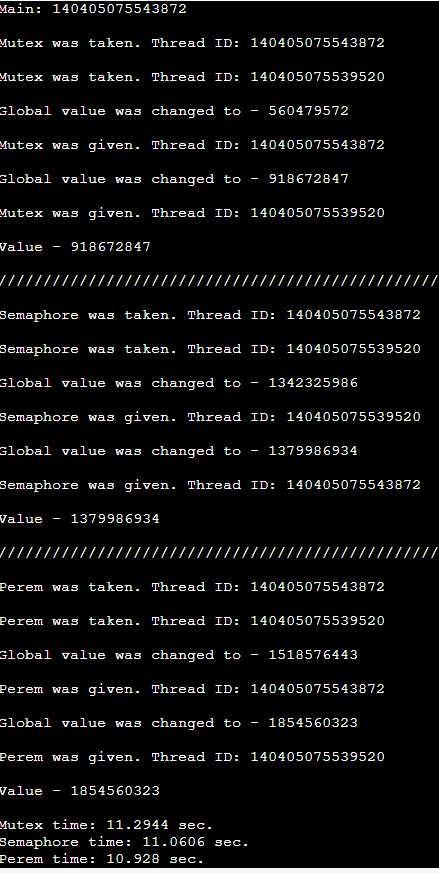 Main: 140405075543872
Mutex was taken. Thread ID: 140405075543872
Mutex was taken. Thread ID: 140405075539520
Global value was changed to - 560479572
Mutex was given. Thread ID: 140405075543872
Global value was changed to - 918672847
Mutex was given. Thread ID: 140405075539520
Value - 918672847
/////////////////////////////////////////////////
Semaphore was taken. Thread ID: 140405075543872
Semaphore was taken. Thread ID: 140405075539520
Global value was changed to - 1342325986
Semaphore was given. Thread ID: 140405075539520
Global value was changed to - 1379986934
Semaphore was given. Thread ID: 140405075543872
Value - 1379986934
/////////////////////////////////////////////////
Perem was taken. Thread ID: 140405075543872
Perem was taken. Thread ID: 140405075539520
Global value was changed to - 1518576443
Perem was given. Thread ID: 140405075543872
Global value was changed to - 1854560323
Perem was given. Thread ID: 140405075539520
Value - 1854560323
Mutex time: 11.2944 sec.
Semaphore time: 11.0606 sec.
Perem time: 10.928 sec.